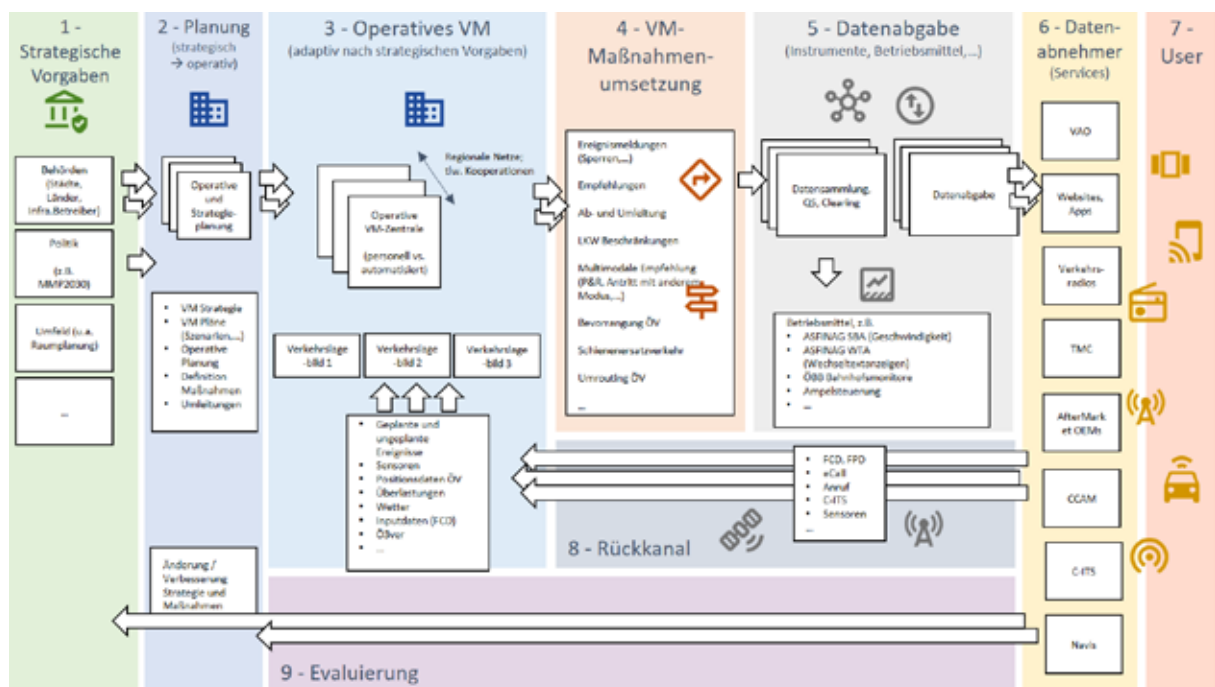 1 -
Strategische
Vorgaben
Behörden
(Städte,
Länder,
Infra.Betreiber)
Politik
(z.B.
MMP2030)
Umfeld (u.a.
Raumplanung)
...
2 - Planung
(strategisch
→ operativ)
Operative
und
Strategie-
planung
• VM Strategie
• VM Pläne
(Szenarien,...)
• Operative
Planung
• Definition
Maßnahmen
• Umleitungen
Änderung /
Verbesserung
Strategie und
Maßnahmen
3 - Operatives VM
(adaptiv nach strategischen Vorgaben)
Regionale Netze;
tlw. Kooperationen
Operative
VM-Zentrale
(personell vs.
automatisiert)
Verkehrslage
-bild 1
Verkehrslage
-bild 2
Verkehrslage
-bild 3
• Geplante und
ungeplante
Ereignisse
• Sensoren
• Positionsdaten ÖV
• Überlastungen
• Wetter
• Inputdaten (FCD)
• Ö3ver
• ...
4 - VM-
Maßnahmen-
umsetzung
Ereignismeldungen
(Sperren,...)
Empfehlungen
Ab- und Umleitung
LKW Beschränkungen
Multimodale Empfehlung
(P&R, Antritt mit anderem
Modus,...)
Bevorrangung ÖV
Schienenersatzverkehr
Umrouting ÖV
...
5 - Datenabgabe
(Instrumente, Betriebsmittel,...)
Datensammlung,
QS, Clearing
Datenabgabe
Betriebsmittel, z.B.
• ASFINAG SBA (Geschwindigkeit)
• ASFINAG WTA
(Wechseltextanzeigen)
• ÖBB Bahnhofsmonitore
• Ampelsteuerung
• ...
6 - Daten-
abnehmer
(Services)
VAO
Websites,
Apps
Verkehrs-
radios
TMC
AfterMark
et OEMs
CCAM
C-ITS
Navis
7 -
User
• FCD, FPD
• eCall
• Anruf
• C-ITS
• Sensoren
...
8 - Rückkanal
9 - Evaluierung